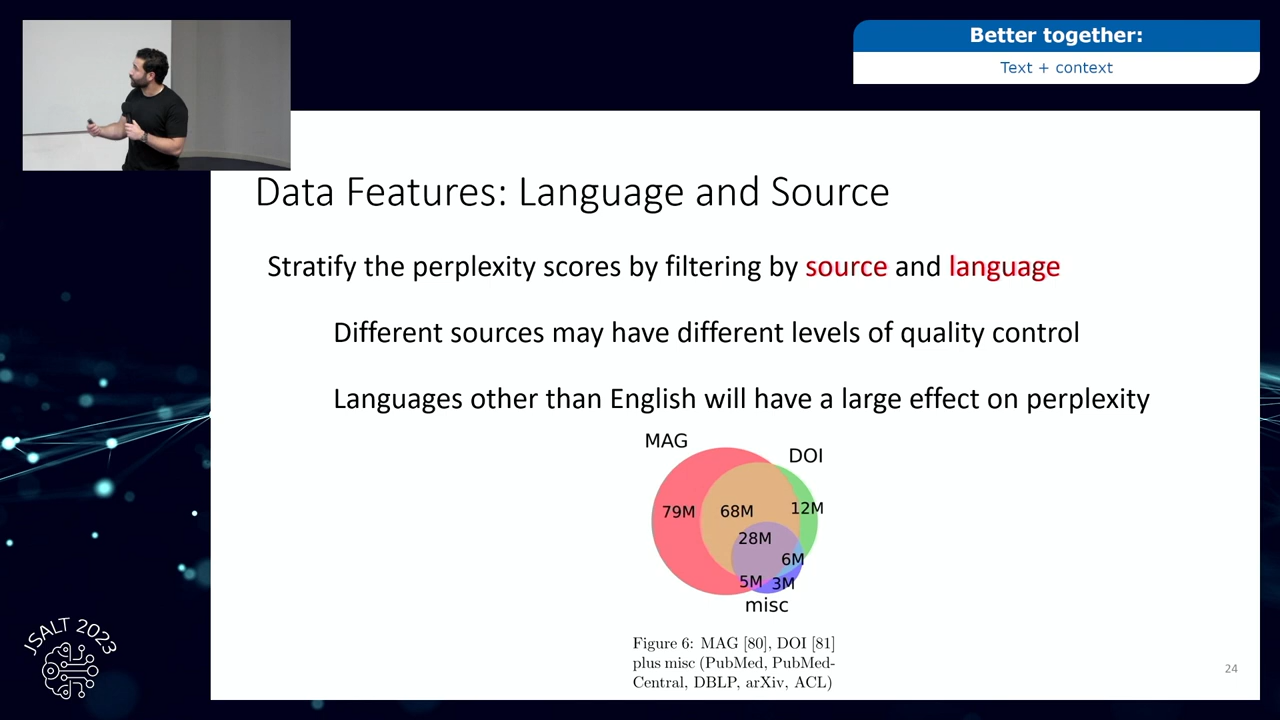 Better together:
Text + context
Data Features: Language and Source
Stratify the perplexity scores by filtering by source and language
Different sources may have different levels of quality control
Languages other than English will have a large effect on perplexity
MAG
DOI
79M
68M
12M
28M
6M
5M
3M
misc
Figure 6: MAG [80], DOI [81]
plus misc (PubMed, PubMed-
Central, DBLP, arXiv, ACL)
24
JSALT 2023